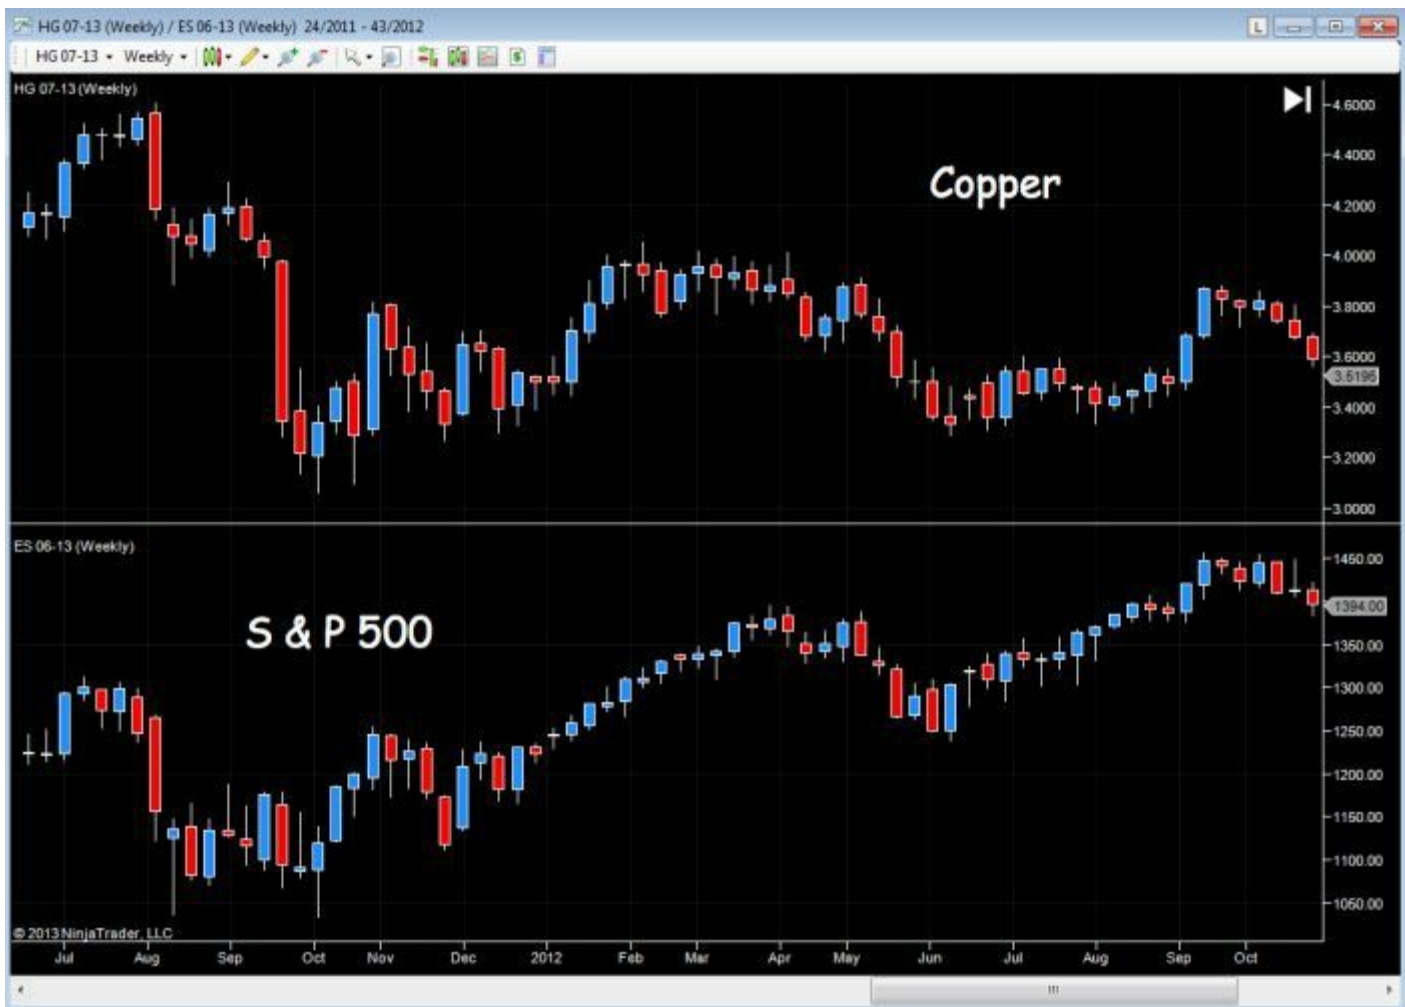 HG 07-13 (Weekly) / ES 06-13 (Weekly) 24/2011 - 43/2012
L
HG 07-13 Weekly
HG 07-13 (Weekly)
Copper
4.6000
4.4000
4.2000
4.0000
3.8000
3.6000
3.5195
3.4000
3.2000
3.0000
ES 06-13 (Weekly)
S & P 500
1450.00
1394.00
1350.00
1300.00
1250.00
1200.00
1150.00
1100.00
1050.00
© 2013 NinjaTrader, LLC
Jul Aug Sep Oct Nov Dec 2012 Feb Mar Apr May Jun Jul Aug Sep Oct